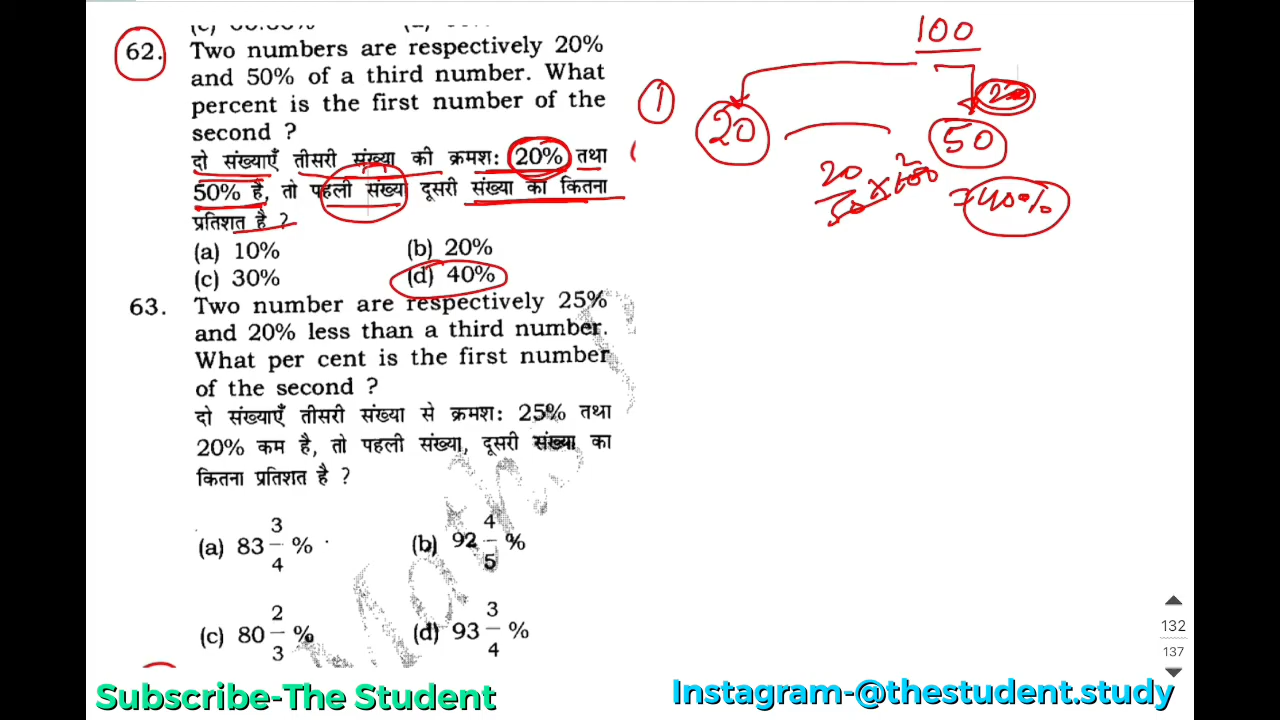 62. Two numbers are respectively 20%
and 50% of a third number. What
percent is the first number of the
second ?
दो संख्याएँ तीसरी संख्या की क्रमश: 20% तथा
50% है, तो पहली संख्य दूसरी संख्या का कितना
प्रतिशत है ?
(a) 10% (b) 20%
(c) 30% (d) 40%
63. Two number are respectively 25%
and 20% less than a third number.
What per cent is the first number
of the second ?
दो संख्याएँ तीसरी संख्या से क्रमश: 25% तथा
20% कम है, तो पहली संख्या, दूसरी संख्या का
कितना प्रतिशत है ?
(a) 83 3/4 % (b) 92 4/5 %
(c) 80 2/3 % (d) 93 3/4 %
100
1 20 50
20/50 × 100 2
= 40%
132
137
Subscribe-The Student
Instagram-@thestudent.study